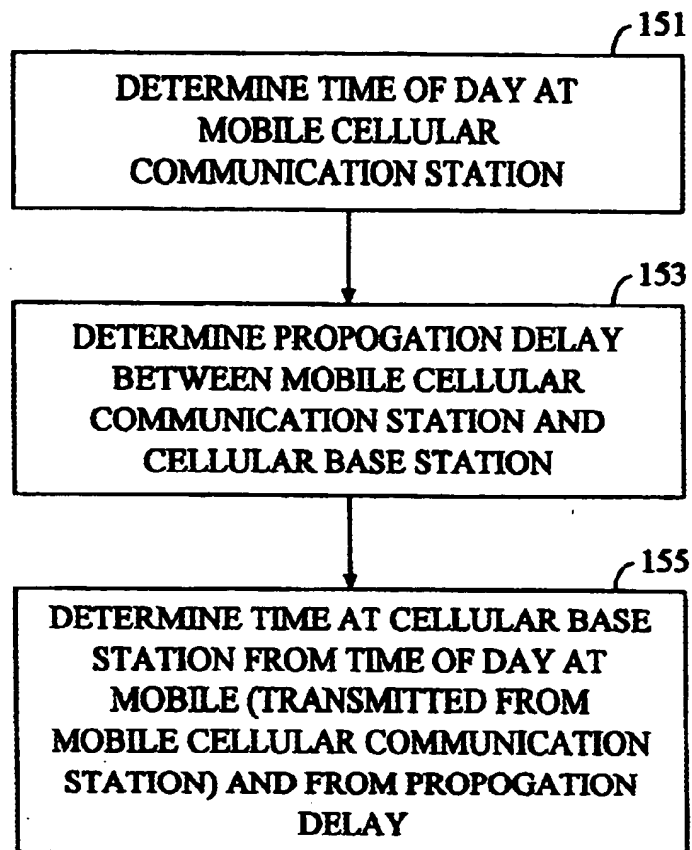 151
DETERMINE TIME OF DAY AT
MOBILE CELLULAR
COMMUNICATION STATION
153
DETERMINE PROPOGATION DELAY
BETWEEN MOBILE CELLULAR
COMMUNICATION STATION AND
CELLULAR BASE STATION
155
DETERMINE TIME AT CELLULAR BASE
STATION FROM TIME OF DAY AT
MOBILE (TRANSMITTED FROM
MOBILE CELLULAR COMMUNICATION
STATION) AND FROM PROPOGATION
DELAY